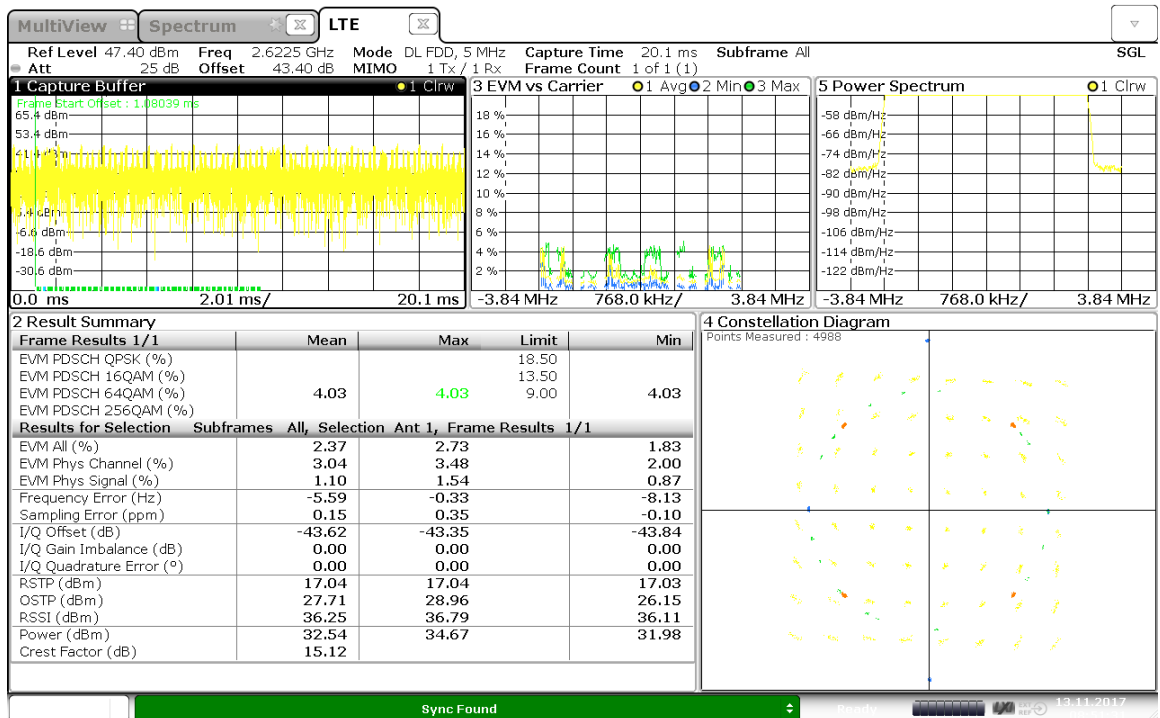 MultiView Spectrum LTE
Ref Level 47.40 dBm Freq 2.6225 GHz Mode DL FDD, 5 MHz Capture Time 20.1 ms Subframe All SGL
Att 25 dB Offset 43.40 dB MIMO 1 Tx / 1 Rx Frame Count 1 of 1 (1)
1 Capture Buffer 1 Clrw
Frame Start Offset : 1.08039 ms
65.4 dBm
53.4 dBm
41.4 dBm
-6.6 dBm
-18.6 dBm
-30.6 dBm
0.0 ms 2.01 ms/ 20.1 ms
3 EVM vs Carrier 1 Avg 2 Min 3 Max
18 %
16 %
14 %
12 %
10 %
8 %
6 %
4 %
2 %
-3.84 MHz 768.0 kHz/ 3.84 MHz
5 Power Spectrum 1 Clrw
-58 dBm/Hz
-66 dBm/Hz
-74 dBm/Hz
-82 dBm/Hz
-90 dBm/Hz
-98 dBm/Hz
-106 dBm/Hz
-114 dBm/Hz
-122 dBm/Hz
-3.84 MHz 768.0 kHz/ 3.84 MHz
2 Result Summary
Frame Results 1/1 Mean Max Limit Min
EVM PDSCH QPSK (%) 18.50
EVM PDSCH 16QAM (%) 13.50
EVM PDSCH 64QAM (%) 4.03 4.03 9.00 4.03
EVM PDSCH 256QAM (%)
Results for Selection Subframes All, Selection Ant 1, Frame Results 1/1
EVM All (%) 2.37 2.73 1.83
EVM Phys Channel (%) 3.04 3.48 2.00
EVM Phys Signal (%) 1.10 1.54 0.87
Frequency Error (Hz) -5.59 -0.33 -8.13
Sampling Error (ppm) 0.15 0.35 -0.10
I/Q Offset (dB) -43.62 -43.35 -43.84
I/Q Gain Imbalance (dB) 0.00 0.00 0.00
I/Q Quadrature Error (º) 0.00 0.00 0.00
RSTP (dBm) 17.04 17.04 17.03
OSTP (dBm) 27.71 28.96 26.15
RSSI (dBm) 36.25 36.79 36.11
Power (dBm) 32.54 34.67 31.98
Crest Factor (dB) 15.12
4 Constellation Diagram
Points Measured : 4988
Sync Found
Ready
13.11.2017